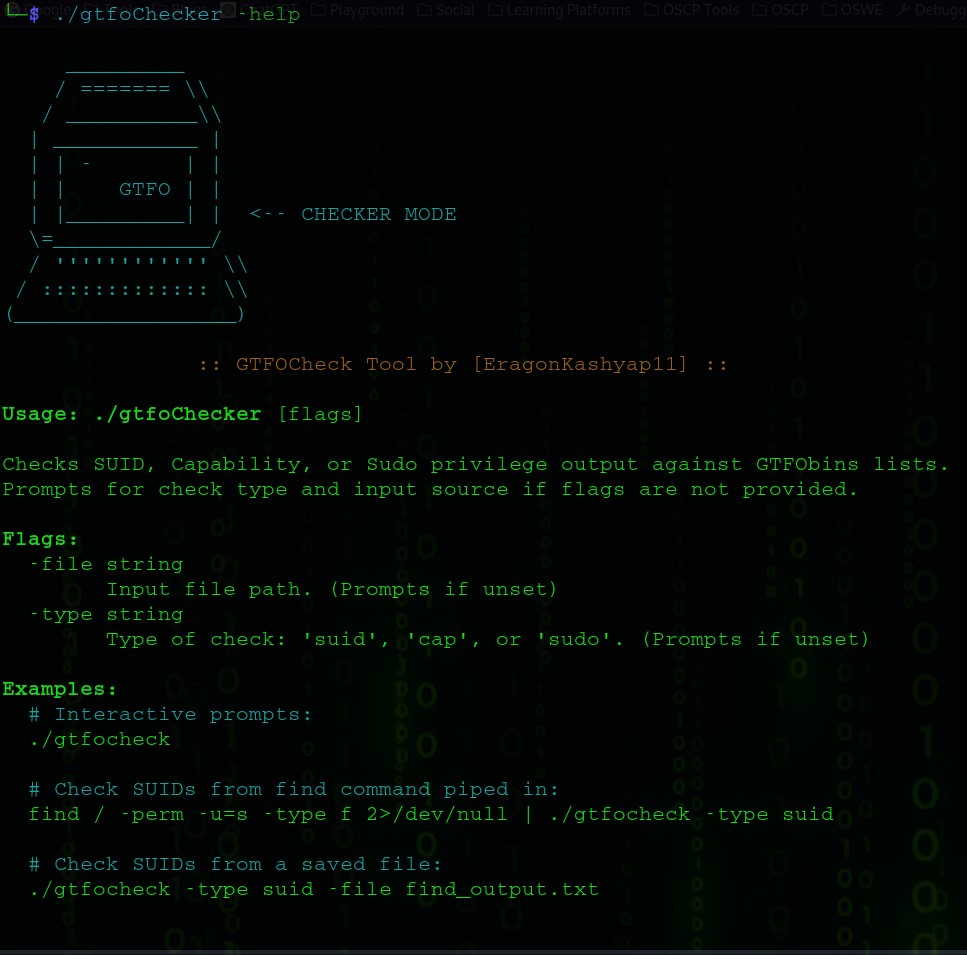 └─$ ./gtfoChecker -help
Playground Social Learning Platforms OSCP Tools OSCP OSWE Debugg
     ___________
    / ======= \\
   / ___________\\
  | _____________ |
  | | -         | |
  | |      GTFO | |
  | |___________| |   <-- CHECKER MODE
  \=______________/
  / '''''''''''' \\
 / ::::::::::::: \\
(____________________)
:: GTFOCheck Tool by [EragonKashyap11] ::
Usage: ./gtfoChecker [flags]
Checks SUID, Capability, or Sudo privilege output against GTFObins lists.
Prompts for check type and input source if flags are not provided.
Flags:
  -file string
        Input file path. (Prompts if unset)
  -type string
        Type of check: 'suid', 'cap', or 'sudo'. (Prompts if unset)
Examples:
  # Interactive prompts:
  ./gtfocheck
  # Check SUIDs from find command piped in:
  find / -perm -u=s -type f 2>/dev/null | ./gtfocheck -type suid
  # Check SUIDs from a saved file:
  ./gtfocheck -type suid -file find_output.txt